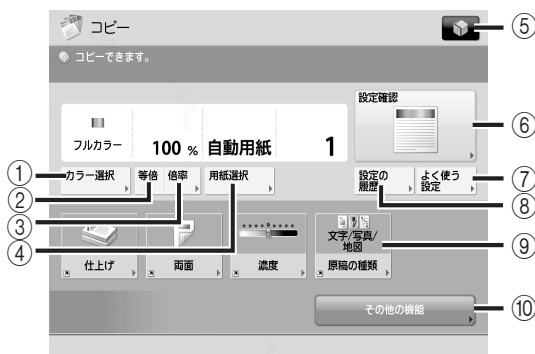 コピー
⑤
コピーできます。
設定確認
⑥
フルカラー
100 % 自動用紙 1
① カラー選択 等倍 倍率 用紙選択 設定の履歴 よく使う設定 ⑦
②
⑧
③
④
文字/写真/
地図
⑨
仕上げ 両面 濃度 原稿の種類
その他の機能 ⑩